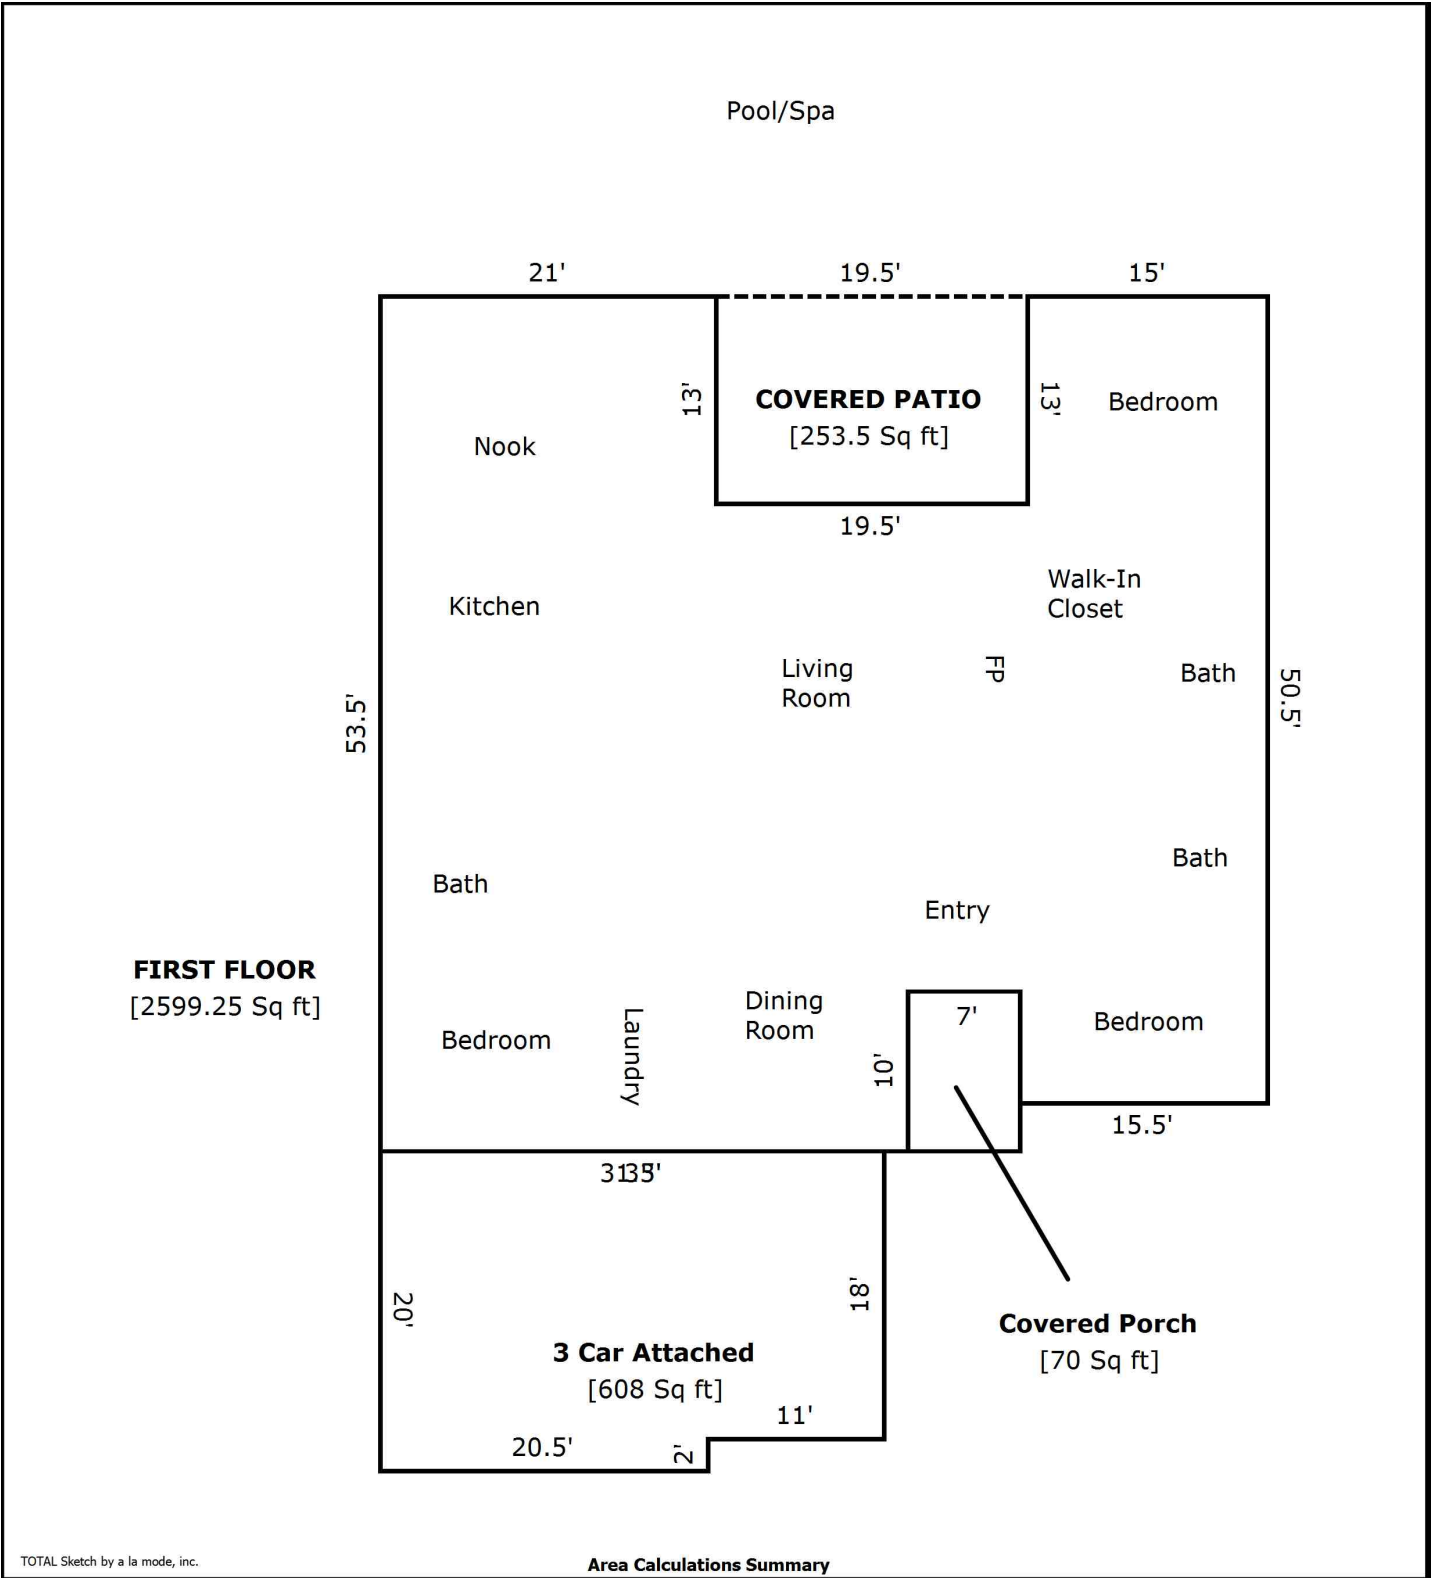 Pool/Spa
21'
19.5'
15'
13'
COVERED PATIO
[253.5 Sq ft]
13'
Bedroom
Nook
19.5'
Walk-In
Closet
Kitchen
Living
Room
FP
Bath
53.5'
50.5'
Bath
Bath
Entry
FIRST FLOOR
[2599.25 Sq ft]
Bedroom
Laundry
Dining
Room
7'
10'
Bedroom
15.5'
20'
18'
3 Car Attached
[608 Sq ft]
Covered Porch
[70 Sq ft]
11'
20.5'
2'
TOTAL Sketch by a la mode, inc.
Area Calculations Summary